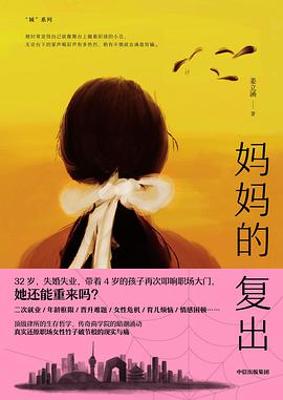 “城”系列
姜立涵 著
妈妈的复出
32岁，失婚失业，带着4岁的孩子再次叩响职场大门，
她还能重来吗？
二次就业/年龄框限/晋升难题/女性危机/育儿烦恼/情感困顿……
顶级律所的生存哲学，传奇商学院的暗潮涌动
真实还原职场女性竹子破节般的现实与痛
中信出版集团